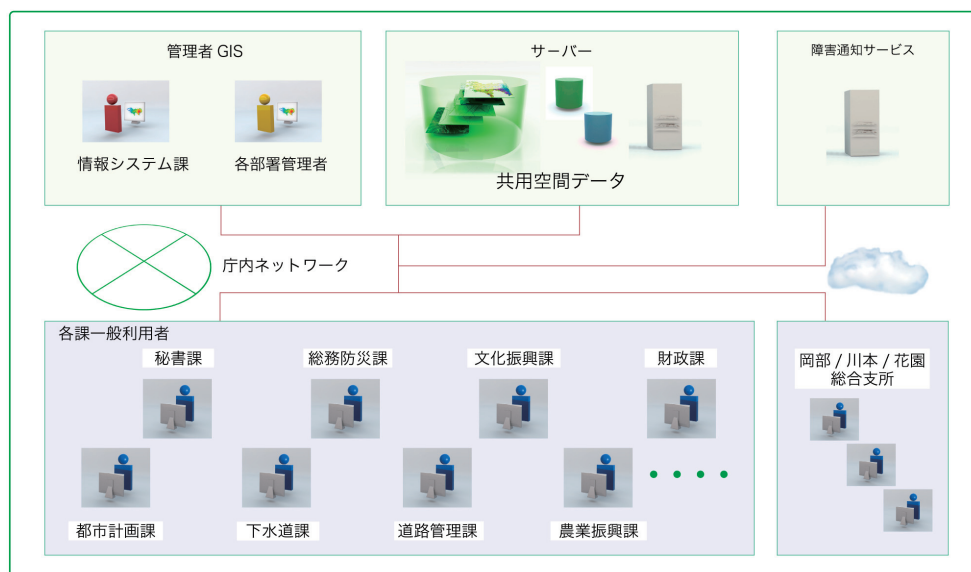 管理者 GIS
情報システム課
各部署管理者
サーバー
共用空間データ
障害通知サービス
庁内ネットワーク
各課一般利用者
秘書課
総務防災課
文化振興課
財政課
都市計画課
下水道課
道路管理課
農業振興課
岡部 / 川本 / 花園
総合支所